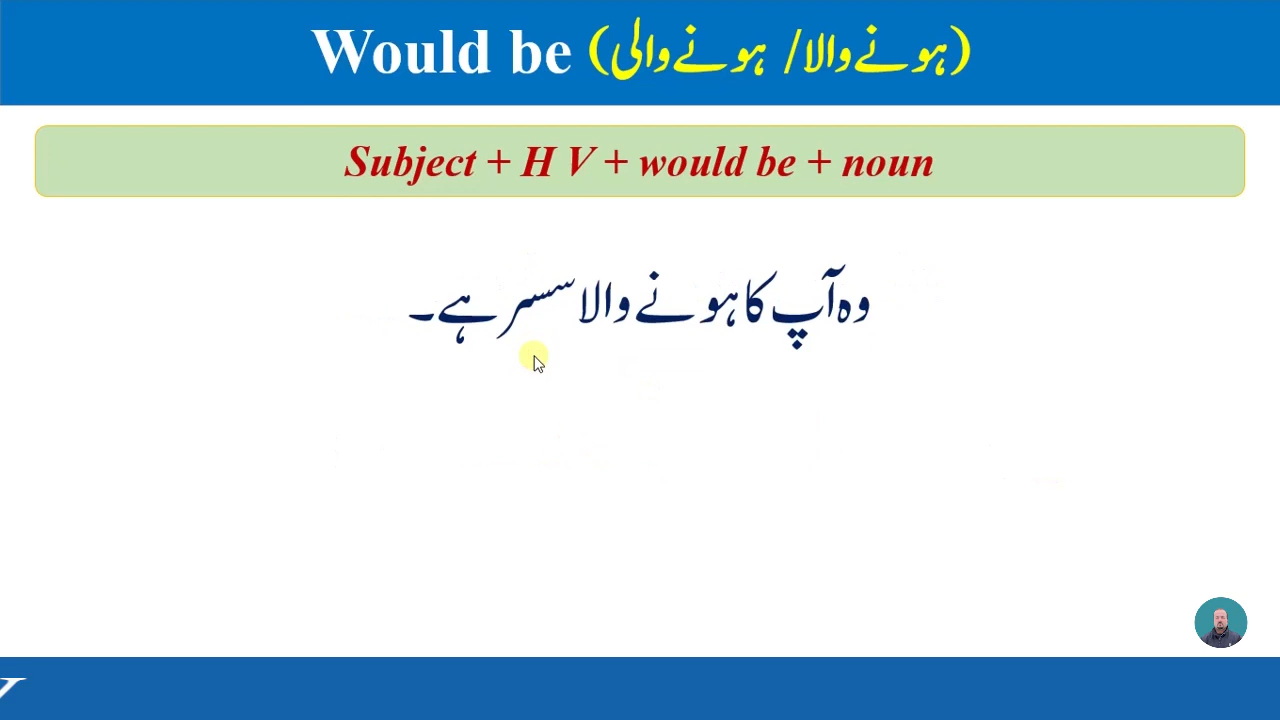 Would be (ہونے والا / ہونے والی)
Subject + H V + would be + noun
وہ آپ کا ہونے والا سسر ہے۔